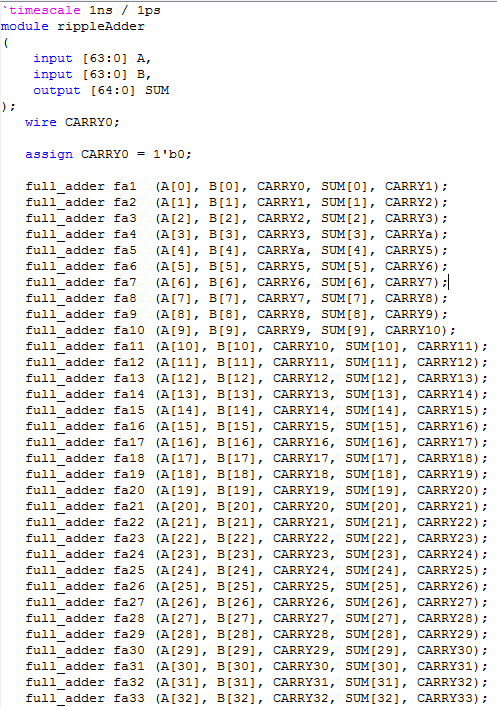 `timescale 1ns / 1ps
module rippleAdder
(
    input [63:0] A,
    input [63:0] B,
    output [64:0] SUM
);
   wire CARRY0;

   assign CARRY0 = 1'b0;

   full_adder fa1  (A[0], B[0], CARRY0, SUM[0], CARRY1);
   full_adder fa2  (A[1], B[1], CARRY1, SUM[1], CARRY2);
   full_adder fa3  (A[2], B[2], CARRY2, SUM[2], CARRY3);
   full_adder fa4  (A[3], B[3], CARRY3, SUM[3], CARRYa);
   full_adder fa5  (A[4], B[4], CARRYa, SUM[4], CARRY5);
   full_adder fa6  (A[5], B[5], CARRY5, SUM[5], CARRY6);
   full_adder fa7  (A[6], B[6], CARRY6, SUM[6], CARRY7);
   full_adder fa8  (A[7], B[7], CARRY7, SUM[7], CARRY8);
   full_adder fa9  (A[8], B[8], CARRY8, SUM[8], CARRY9);
   full_adder fa10 (A[9], B[9], CARRY9, SUM[9], CARRY10);
   full_adder fa11 (A[10], B[10], CARRY10, SUM[10], CARRY11);
   full_adder fa12 (A[11], B[11], CARRY11, SUM[11], CARRY12);
   full_adder fa13 (A[12], B[12], CARRY12, SUM[12], CARRY13);
   full_adder fa14 (A[13], B[13], CARRY13, SUM[13], CARRY14);
   full_adder fa15 (A[14], B[14], CARRY14, SUM[14], CARRY15);
   full_adder fa16 (A[15], B[15], CARRY15, SUM[15], CARRY16);
   full_adder fa17 (A[16], B[16], CARRY16, SUM[16], CARRY17);
   full_adder fa18 (A[17], B[17], CARRY17, SUM[17], CARRY18);
   full_adder fa19 (A[18], B[18], CARRY18, SUM[18], CARRY19);
   full_adder fa20 (A[19], B[19], CARRY19, SUM[19], CARRY20);
   full_adder fa21 (A[20], B[20], CARRY20, SUM[20], CARRY21);
   full_adder fa22 (A[21], B[21], CARRY21, SUM[21], CARRY22);
   full_adder fa23 (A[22], B[22], CARRY22, SUM[22], CARRY23);
   full_adder fa24 (A[23], B[23], CARRY23, SUM[23], CARRY24);
   full_adder fa25 (A[24], B[24], CARRY24, SUM[24], CARRY25);
   full_adder fa26 (A[25], B[25], CARRY25, SUM[25], CARRY26);
   full_adder fa27 (A[26], B[26], CARRY26, SUM[26], CARRY27);
   full_adder fa28 (A[27], B[27], CARRY27, SUM[27], CARRY28);
   full_adder fa29 (A[28], B[28], CARRY28, SUM[28], CARRY29);
   full_adder fa30 (A[29], B[29], CARRY29, SUM[29], CARRY30);
   full_adder fa31 (A[30], B[30], CARRY30, SUM[30], CARRY31);
   full_adder fa32 (A[31], B[31], CARRY31, SUM[31], CARRY32);
   full_adder fa33 (A[32], B[32], CARRY32, SUM[32], CARRY33);